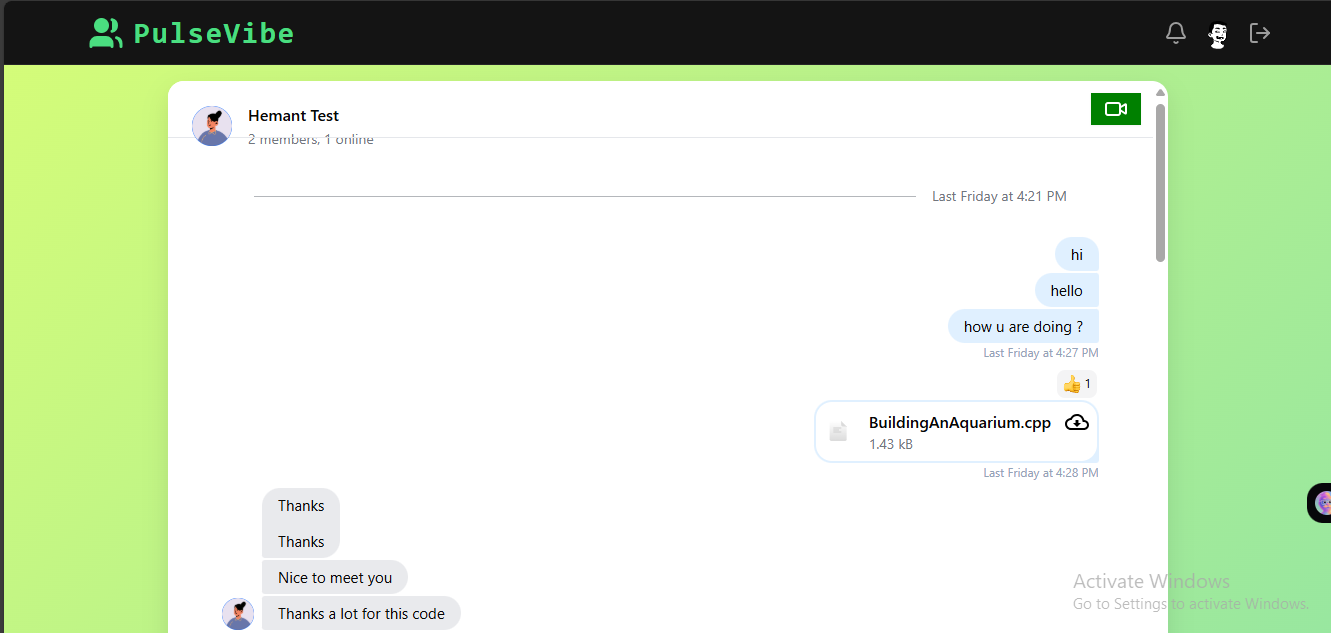 PulseVibe
Hemant Test
2 members, 1 online
Last Friday at 4:21 PM
hi
hello
how u are doing ?
Last Friday at 4:27 PM
👍 1
BuildingAnAquarium.cpp
1.43 kB
Last Friday at 4:28 PM
Thanks
Thanks
Nice to meet you
Thanks a lot for this code
Activate Windows
Go to Settings to activate Windows.